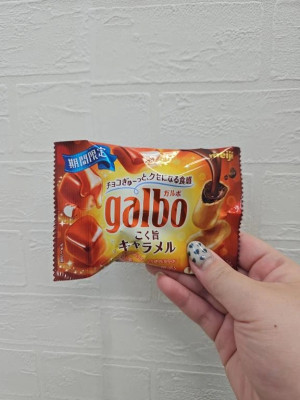 期間限定
meiji
チョコぎゅーっと、クセになる食感
galbo
ガルボ
こく旨
キャラメル